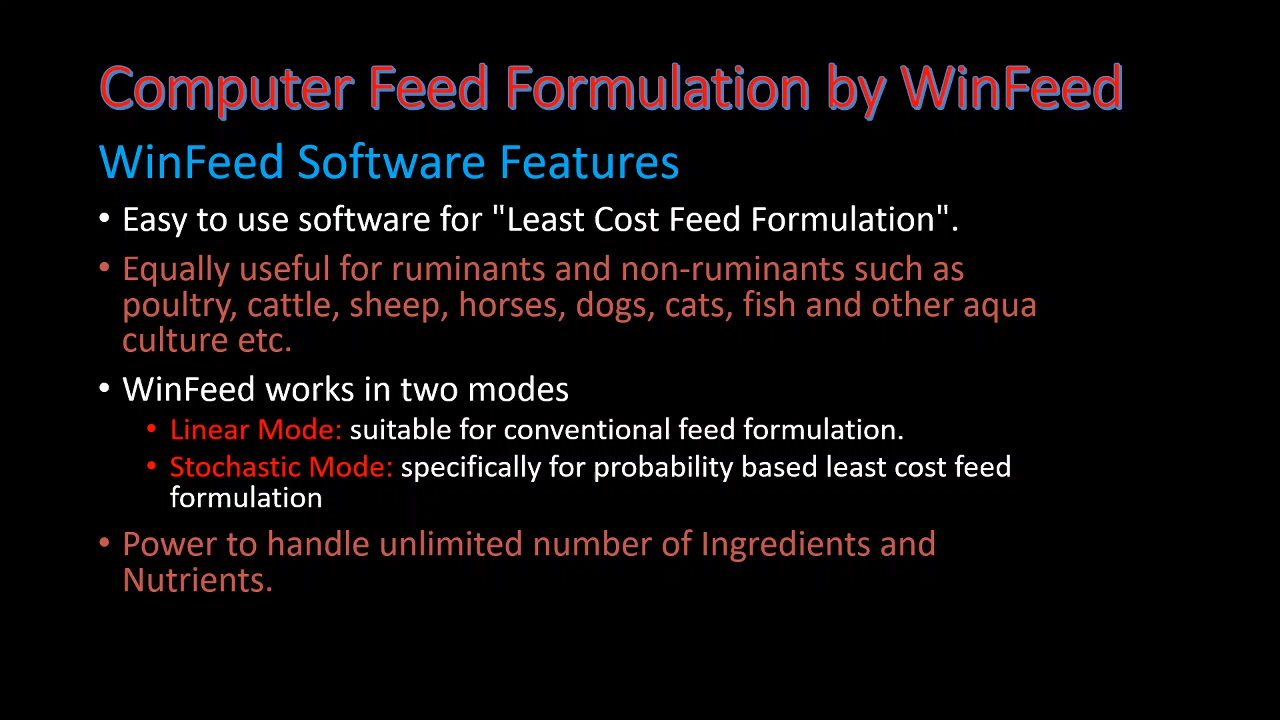 Computer Feed Formulation by WinFeed
WinFeed Software Features
• Easy to use software for "Least Cost Feed Formulation".
• Equally useful for ruminants and non-ruminants such as
poultry, cattle, sheep, horses, dogs, cats, fish and other aqua
culture etc.
• WinFeed works in two modes
• Linear Mode: suitable for conventional feed formulation.
• Stochastic Mode: specifically for probability based least cost feed
formulation
• Power to handle unlimited number of Ingredients and
Nutrients.